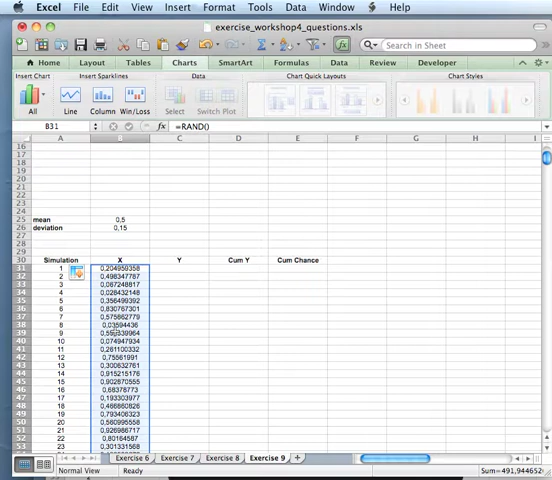 Excel File Edit View Insert Format Tools Data Window Help
exercise_workshop4_questions.xls
Search in Sheet
Home Layout Tables Charts SmartArt Formulas Data Review Developer
Insert Chart Insert Sparklines Data Chart Quick Layouts Chart Styles
All Line Column Win/Loss Select Switch Plot
B31 fx =RAND()
A B C D E F G H I
16
17
18
19
20
21
22
23
24
25 mean 0,5
26 deviation 0,15
27
28
29
30 Simulation X Y Cum Y Cum Chance
31 1 0,204959358
32 2 0,498347787
33 3 0,067248817
34 4 0,028432148
35 5 0,356499392
36 6 0,830767301
37 7 0,575662779
38 8 0,03594436
39 9
40 10 0,074947934
41 11 0,261100332
42 12 0,75561991
43 13 0,300632761
44 14 0,915215176
45 15 0,902870555
46 16 0,68378773
47 17 0,193303977
48 18 0,466860826
49 19 0,793406323
50 20 0,560995558
51 21 0,926986717
52 22 0,80164587
53 23 0,301331568
Exercise 6 Exercise 7 Exercise 8 Exercise 9 +
Normal View Ready Sum=491,944652